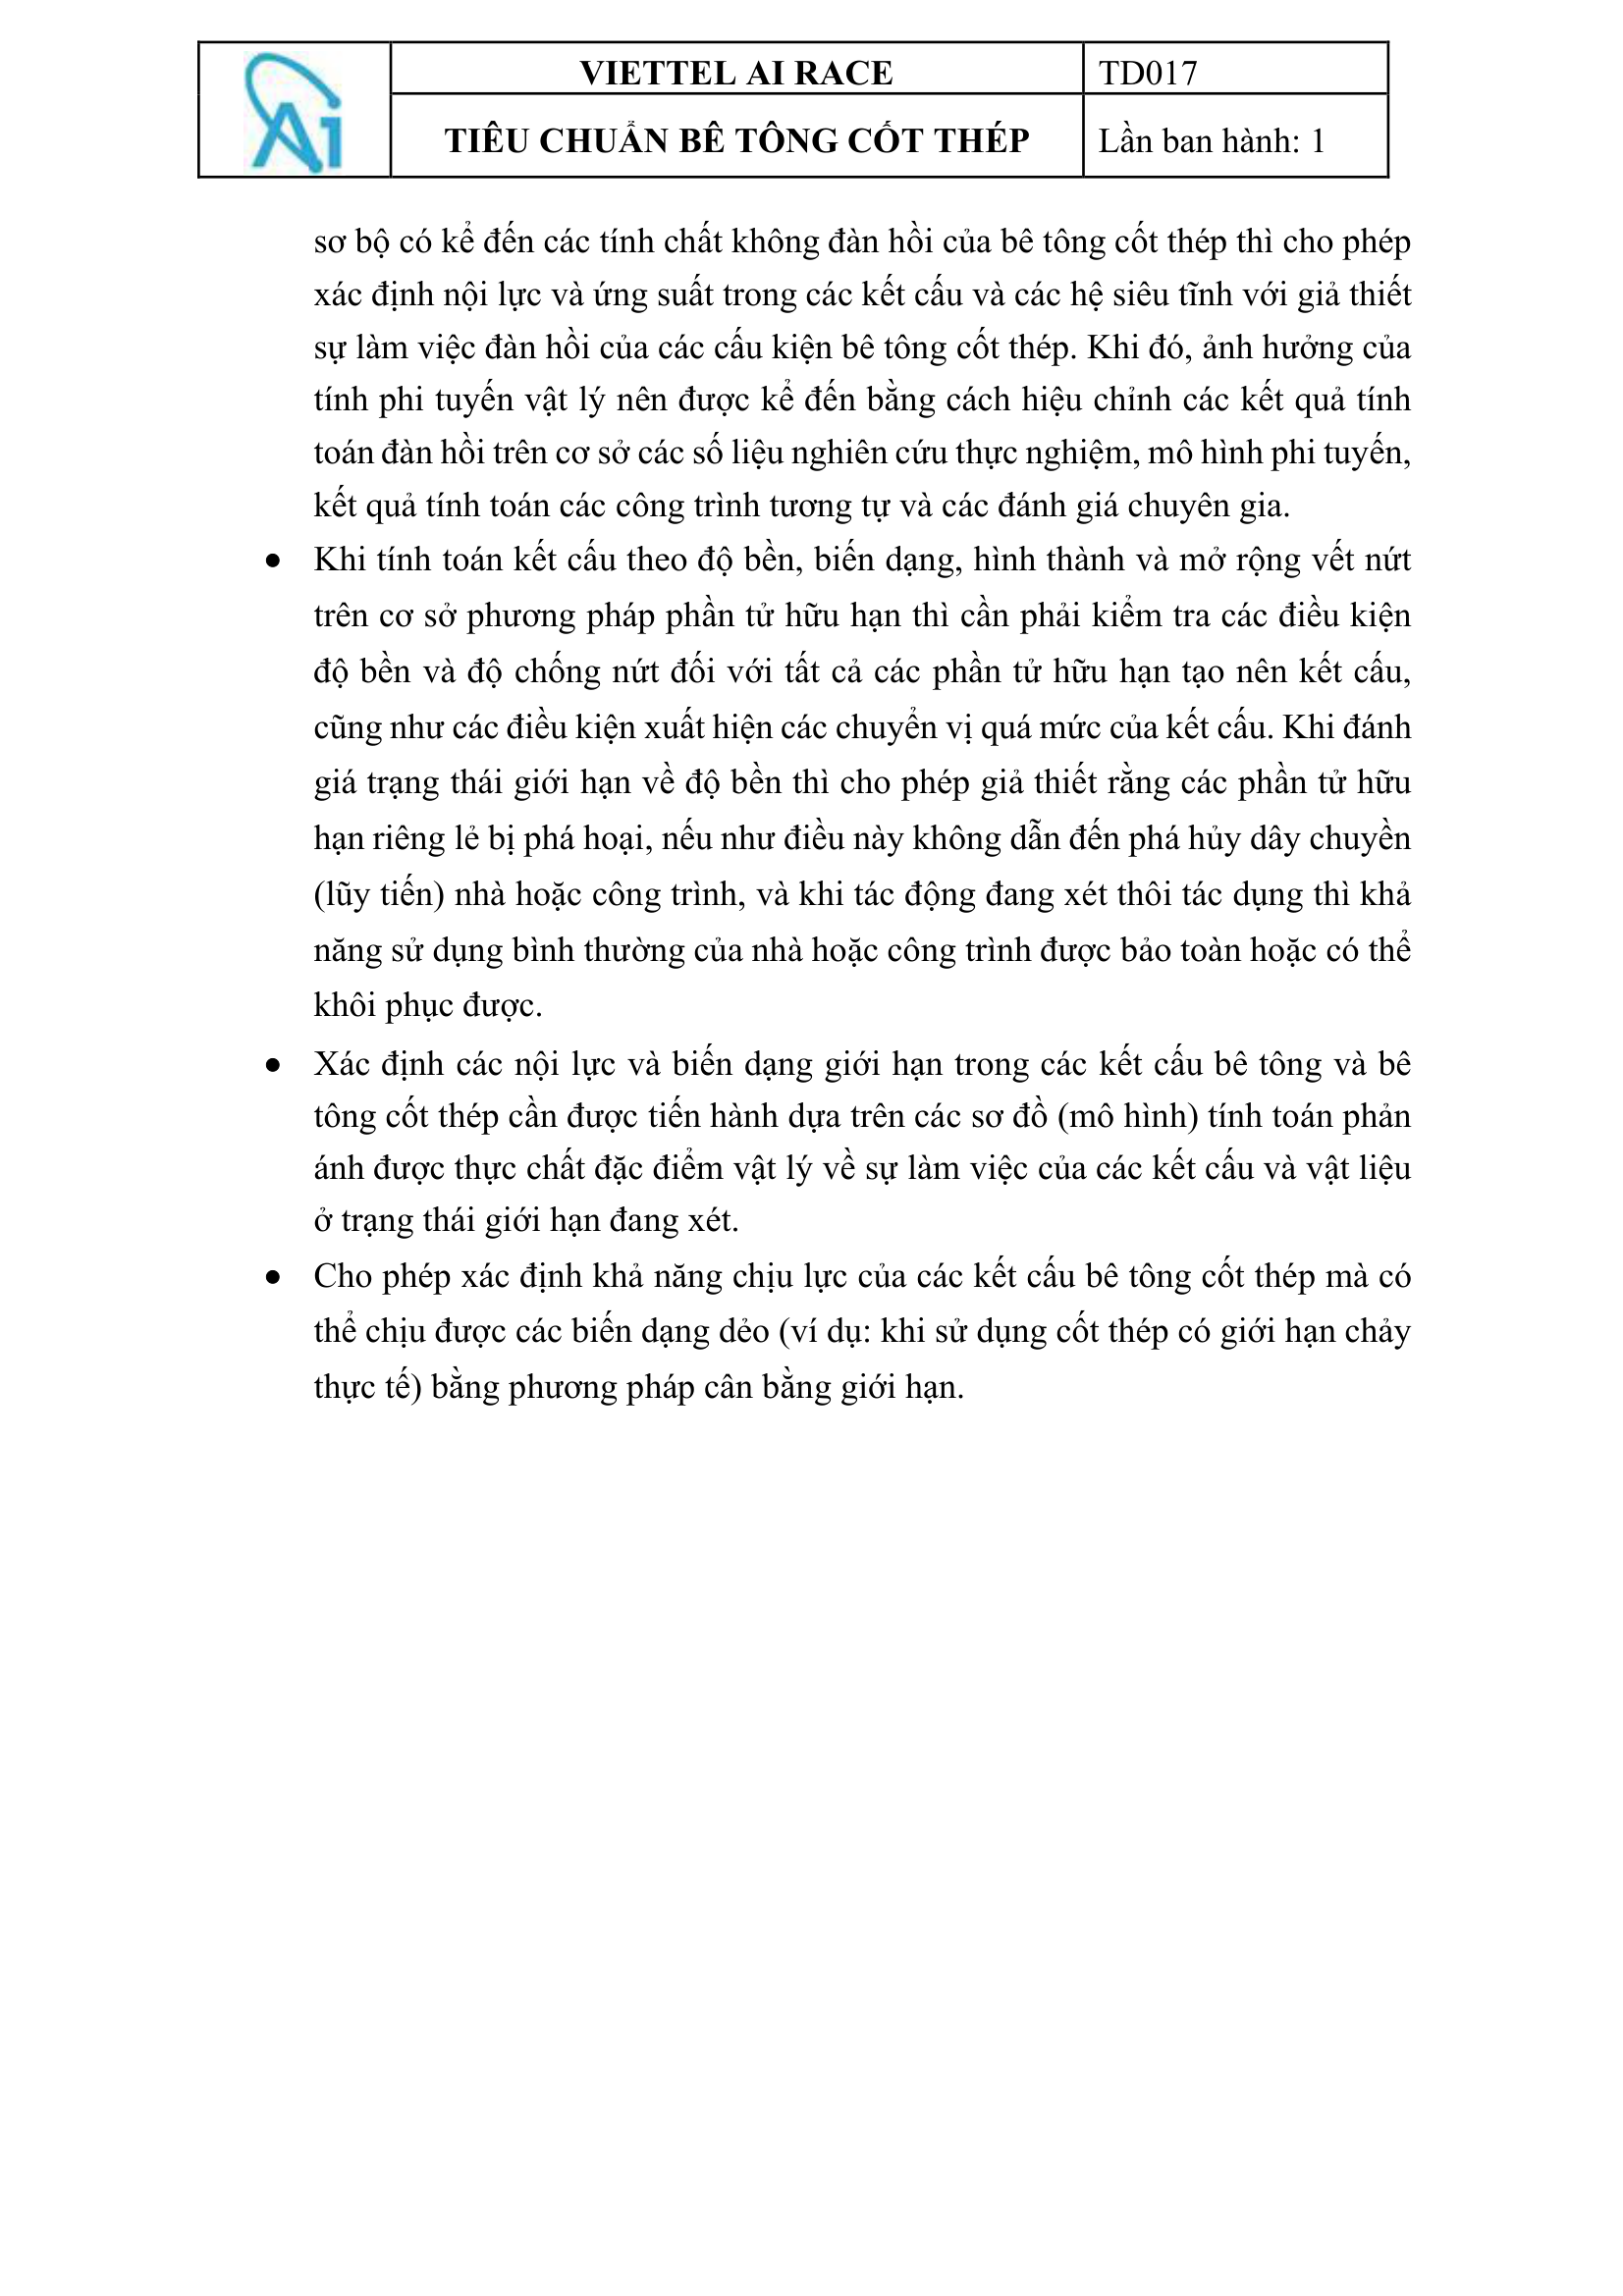 Ai
VIETTEL AI RACE
TD017
TIÊU CHUẨN BÊ TÔNG CỐT THÉP
Lần ban hành: 1
sơ bộ có kể đến các tính chất không đàn hồi của bê tông cốt thép thì cho phép
xác định nội lực và ứng suất trong các kết cấu và các hệ siêu tĩnh với giả thiết
sự làm việc đàn hồi của các cấu kiện bê tông cốt thép. Khi đó, ảnh hưởng của
tính phi tuyến vật lý nên được kể đến bằng cách hiệu chỉnh các kết quả tính
toán đàn hồi trên cơ sở các số liệu nghiên cứu thực nghiệm, mô hình phi tuyến,
kết quả tính toán các công trình tương tự và các đánh giá chuyên gia.
● Khi tính toán kết cấu theo độ bền, biến dạng, hình thành và mở rộng vết nứt
trên cơ sở phương pháp phần tử hữu hạn thì cần phải kiểm tra các điều kiện
độ bền và độ chống nứt đối với tất cả các phần tử hữu hạn tạo nên kết cấu,
cũng như các điều kiện xuất hiện các chuyển vị quá mức của kết cấu. Khi đánh
giá trạng thái giới hạn về độ bền thì cho phép giả thiết rằng các phần tử hữu
hạn riêng lẻ bị phá hoại, nếu như điều này không dẫn đến phá hủy dây chuyền
(lũy tiến) nhà hoặc công trình, và khi tác động đang xét thôi tác dụng thì khả
năng sử dụng bình thường của nhà hoặc công trình được bảo toàn hoặc có thể
khôi phục được.
● Xác định các nội lực và biến dạng giới hạn trong các kết cấu bê tông và bê
tông cốt thép cần được tiến hành dựa trên các sơ đồ (mô hình) tính toán phản
ánh được thực chất đặc điểm vật lý về sự làm việc của các kết cấu và vật liệu
ở trạng thái giới hạn đang xét.
● Cho phép xác định khả năng chịu lực của các kết cấu bê tông cốt thép mà có
thể chịu được các biến dạng dẻo (ví dụ: khi sử dụng cốt thép có giới hạn chảy
thực tế) bằng phương pháp cân bằng giới hạn.